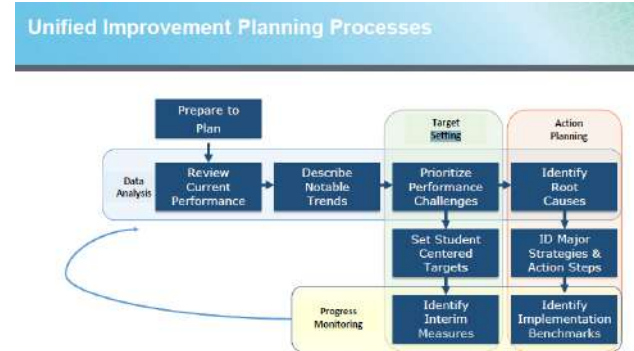 Unified Improvement Planning Processes
Prepare to
Plan
Target
Setting
Action
Planning
Data
Analysis
Review
Current
Performance
Describe
Notable
Trends
Prioritize
Performance
Challenges
Identify
Root
Causes
Set Student
Centered
Targets
ID Major
Strategies &
Action Steps
Progress
Monitoring
Identify
Interim
Measures
Identify
Implementation
Benchmarks